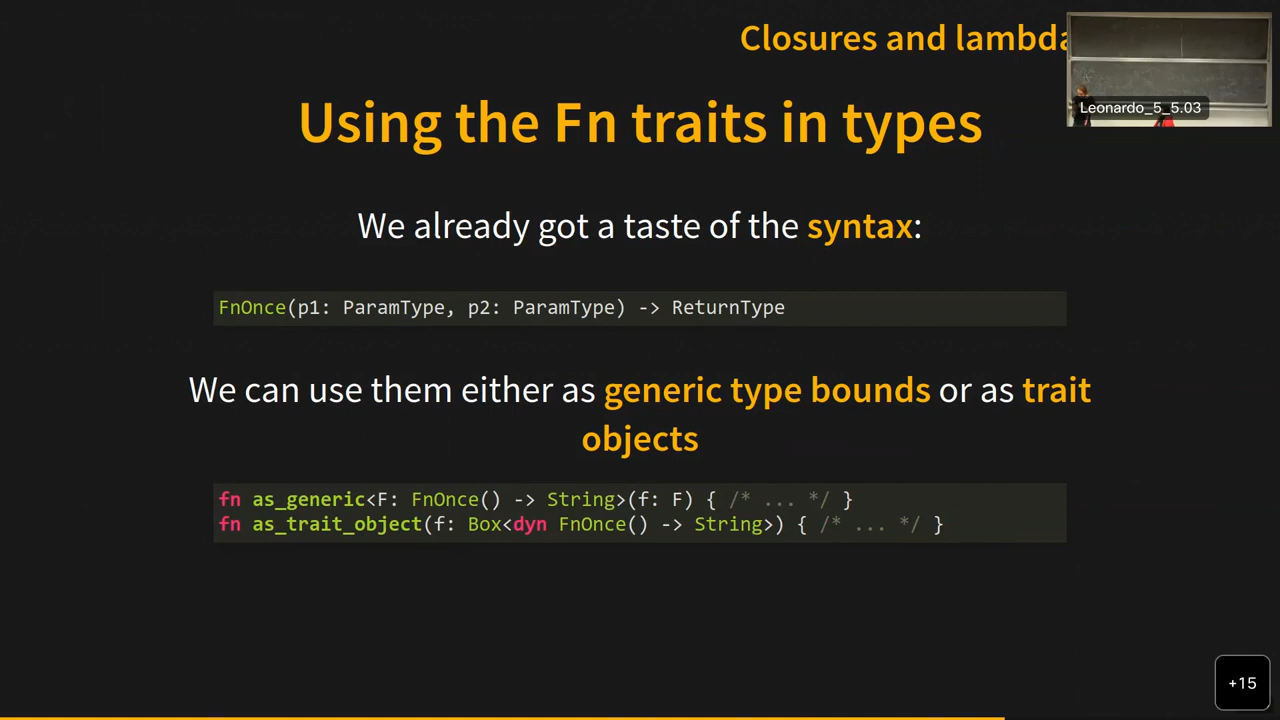 Closures and lambda
Leonardo_5_5.03
Using the Fn traits in types
We already got a taste of the syntax:
FnOnce(p1: ParamType, p2: ParamType) -> ReturnType
We can use them either as generic type bounds or as trait
objects
fn as_generic<F: FnOnce() -> String>(f: F) { /* ... */ }
fn as_trait_object(f: Box<dyn FnOnce() -> String>) { /* ... */ }
+15